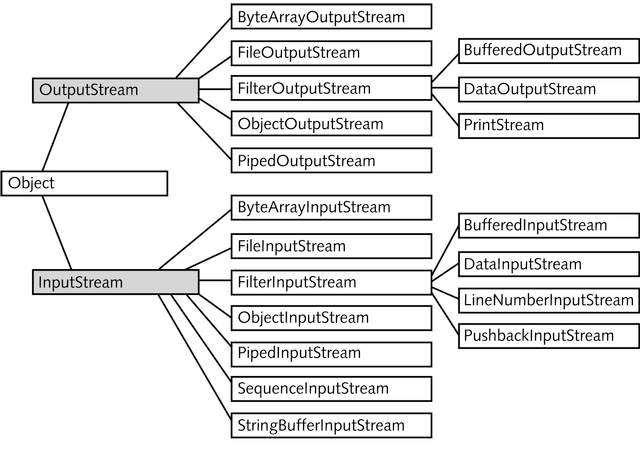 ByteArrayOutputStream
FileOutputStream
BufferedOutputStream
OutputStream
FilterOutputStream
DataOutputStream
ObjectOutputStream
PrintStream
PipedOutputStream
Object
ByteArrayInputStream
BufferedInputStream
FileInputStream
DataInputStream
InputStream
FilterInputStream
LineNumberInputStream
ObjectInputStream
PushbackInputStream
PipedInputStream
SequenceInputStream
StringBufferInputStream